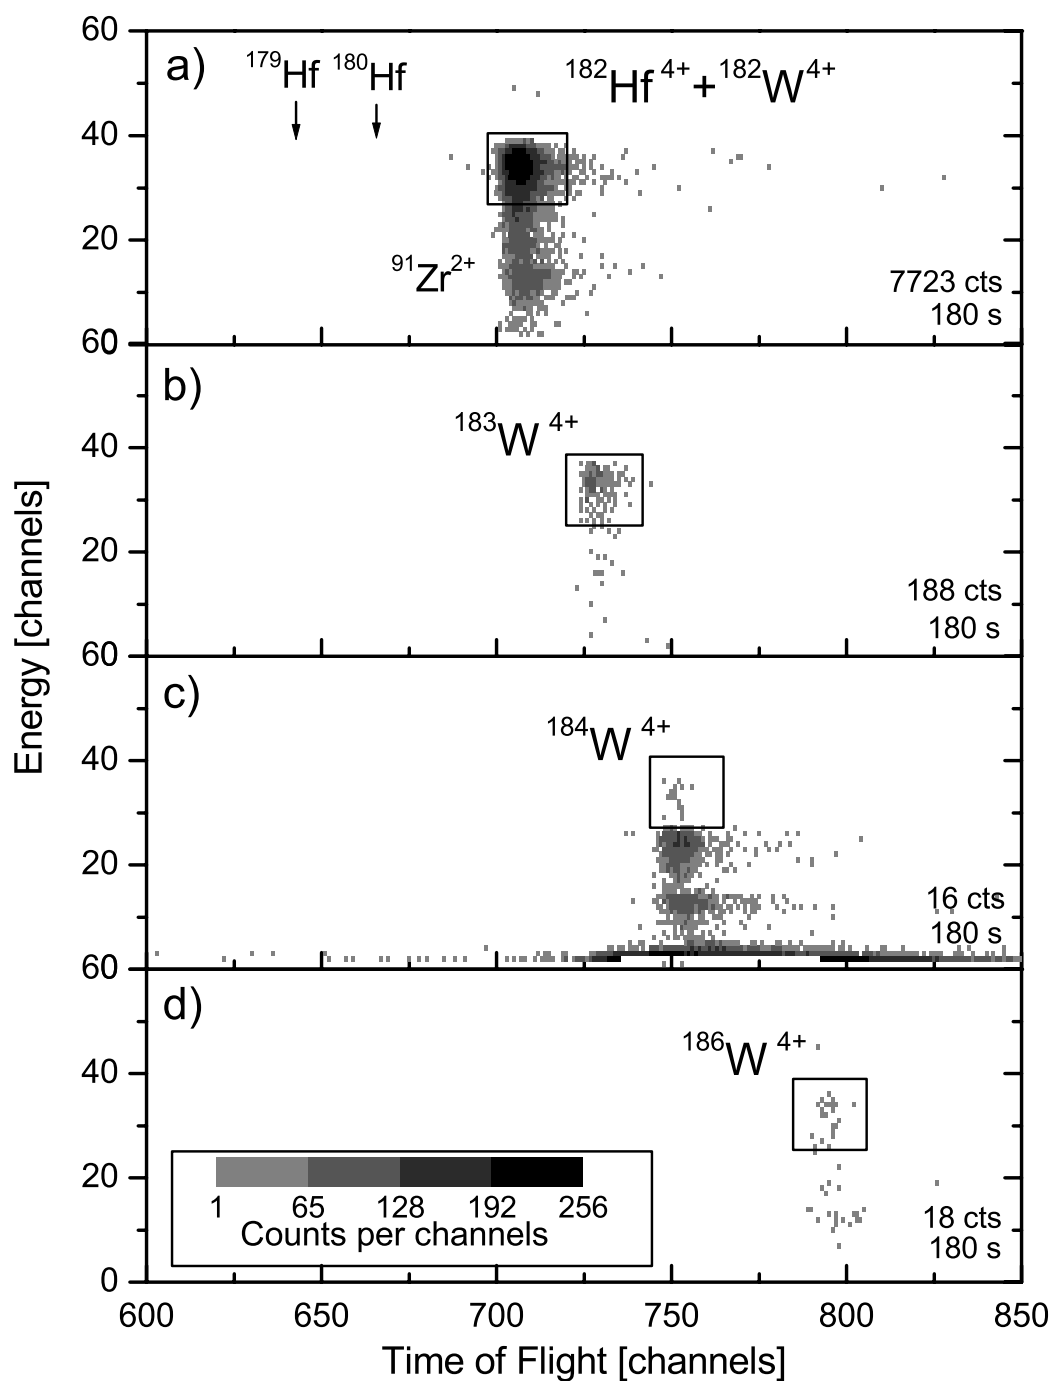 60
a)
¹⁷⁹Hf ¹⁸⁰Hf
¹⁸²Hf ⁴⁺ + ¹⁸²W⁴⁺
40
20
⁹¹Zr²⁺
7723 cts
180 s
60
b)
¹⁸³W ⁴⁺
40
20
188 cts
180 s
60
c)
¹⁸⁴W ⁴⁺
40
20
16 cts
180 s
60
d)
¹⁸⁶W ⁴⁺
40
20
18 cts
180 s
0
1 65 128 192 256
Counts per channels
600 650 700 750 800 850
Time of Flight [channels]
Energy [channels]